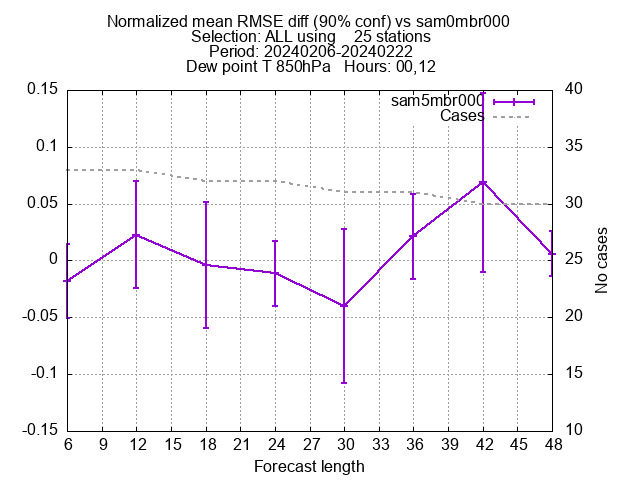 Normalized mean RMSE diff (90% conf) vs sam0mbr000
Selection: ALL using    25 stations
Period: 20240206-20240222
Dew point T 850hPa   Hours: 00,12
sam5mbr000
Cases
0.15
0.1
0.05
0
-0.05
-0.1
-0.15
40
35
30
25
20
15
10
No cases
6 9 12 15 18 21 24 27 30 33 36 39 42 45 48
Forecast length